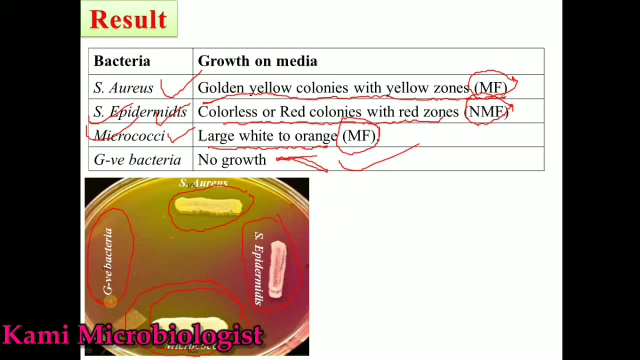 Result
Bacteria Growth on media
S. Aureus Golden yellow colonies with yellow zones (MF)
S. Epidermidis Colorless or Red colonies with red zones (NMF)
Micrococci Large white to orange (MF)
G-ve bacteria No growth
S. Aureus
G-ve bacteria
S. Epidermidis
Micrococci
Kami Microbiologist